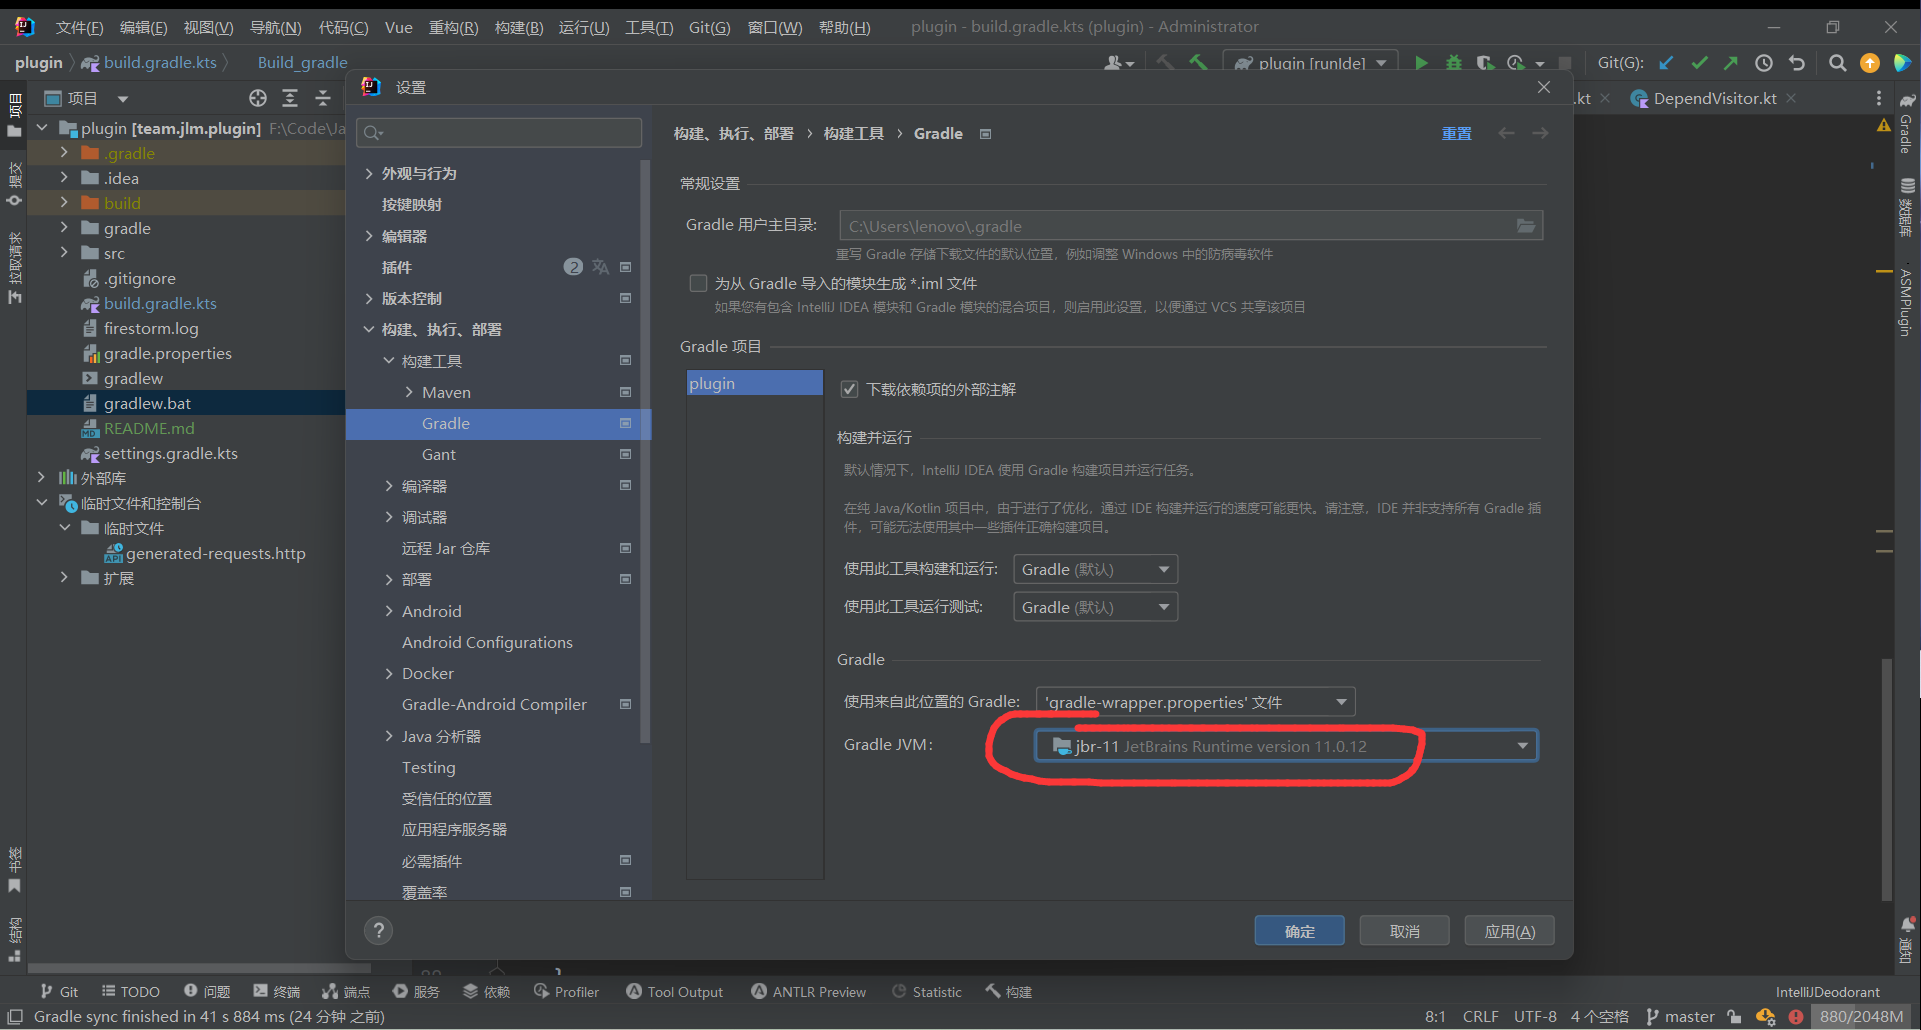 文件(F) 编辑(E) 视图(V) 导航(N) 代码(C) Vue 重构(R) 构建(B) 运行(U) 工具(T) Git(G) 窗口(W) 帮助(H) plugin - build.gradle.kts (plugin) - Administrator
plugin build.gradle.kts Build_gradle plugin [runIde] Git(G):
项目
设置
.kt
DependVisitor.kt
plugin [team.jlm.plugin] F:\Code\Ja
.gradle
.idea
build
gradle
src
.gitignore
build.gradle.kts
firestorm.log
gradle.properties
gradlew
gradlew.bat
README.md
settings.gradle.kts
外部库
临时文件和控制台
临时文件
generated-requests.http
扩展
项目
提交
拉取请求
书签
结构
外观与行为
按键映射
编辑器
插件 2
版本控制
构建、执行、部署
构建工具
Maven
Gradle
Gant
编译器
调试器
远程 Jar 仓库
部署
Android
Android Configurations
Docker
Gradle-Android Compiler
Java 分析器
Testing
受信任的位置
应用程序服务器
必需插件
覆盖率
构建、执行、部署 › 构建工具 › Gradle 重置
常规设置
Gradle 用户主目录: C:\Users\lenovo\.gradle
重写 Gradle 存储下载文件的默认位置，例如调整 Windows 中的防病毒软件
为从 Gradle 导入的模块生成 *.iml 文件
如果您有包含 IntelliJ IDEA 模块和 Gradle 模块的混合项目，则启用此设置，以便通过 VCS 共享该项目
Gradle 项目
plugin
下载依赖项的外部注解
构建并运行
默认情况下，IntelliJ IDEA 使用 Gradle 构建项目并运行任务。
在纯 Java/Kotlin 项目中，由于进行了优化，通过 IDE 构建并运行的速度可能更快。请注意，IDE 并非支持所有 Gradle 插
件，可能无法使用其中一些插件正确构建项目。
使用此工具构建和运行: Gradle (默认)
使用此工具运行测试: Gradle (默认)
Gradle
使用来自此位置的 Gradle: 'gradle-wrapper.properties' 文件
Gradle JVM: jbr-11 JetBrains Runtime version 11.0.12
? 确定 取消 应用(A)
Gradle
数据库
ASMPlugin
通知
Git TODO 问题 终端 端点 服务 依赖 Profiler Tool Output ANTLR Preview Statistic 构建 IntelliJDeodorant
Gradle sync finished in 41 s 884 ms (24 分钟 之前) 8:1 CRLF UTF-8 4 个空格 master 880/2048M